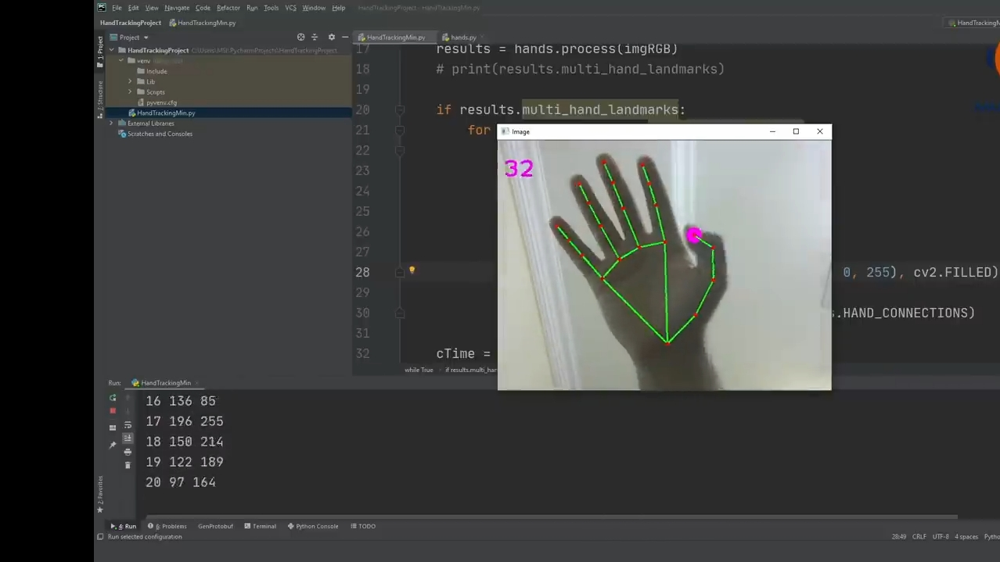 File Edit View Navigate Code Refactor Run Tools VCS Window Help HandTrackingProject - HandTrackingMin.py
HandTrackingProject HandTrackingMin.py
HandTrackingMin
Project
HandTrackingMin.py hands.py
1: Project
HandTrackingProject C:\Users\MSI\PycharmProjects\HandTrackingProject
venv
Include
Lib
Scripts
pyvenv.cfg
HandTrackingMin.py
External Libraries
Scratches and Consoles
7: Structure
17 results = hands.process(imgRGB)
18 # print(results.multi_hand_landmarks)
19
20 if results.multi_hand_landmarks:
21 for
22
23
24
25
26
27
28 0, 255), cv2.FILLED)
29
30 s.HAND_CONNECTIONS)
31
32 cTime =
while True if results.multi_han
Image
32
Run: HandTrackingMin
16 136 85
17 196 255
18 150 214
19 122 189
20 97 164
2: Favorites
4: Run 6: Problems GenProtobuf Terminal Python Console TODO
Run selected configuration 28:49 CRLF UTF-8 4 spaces Pytho